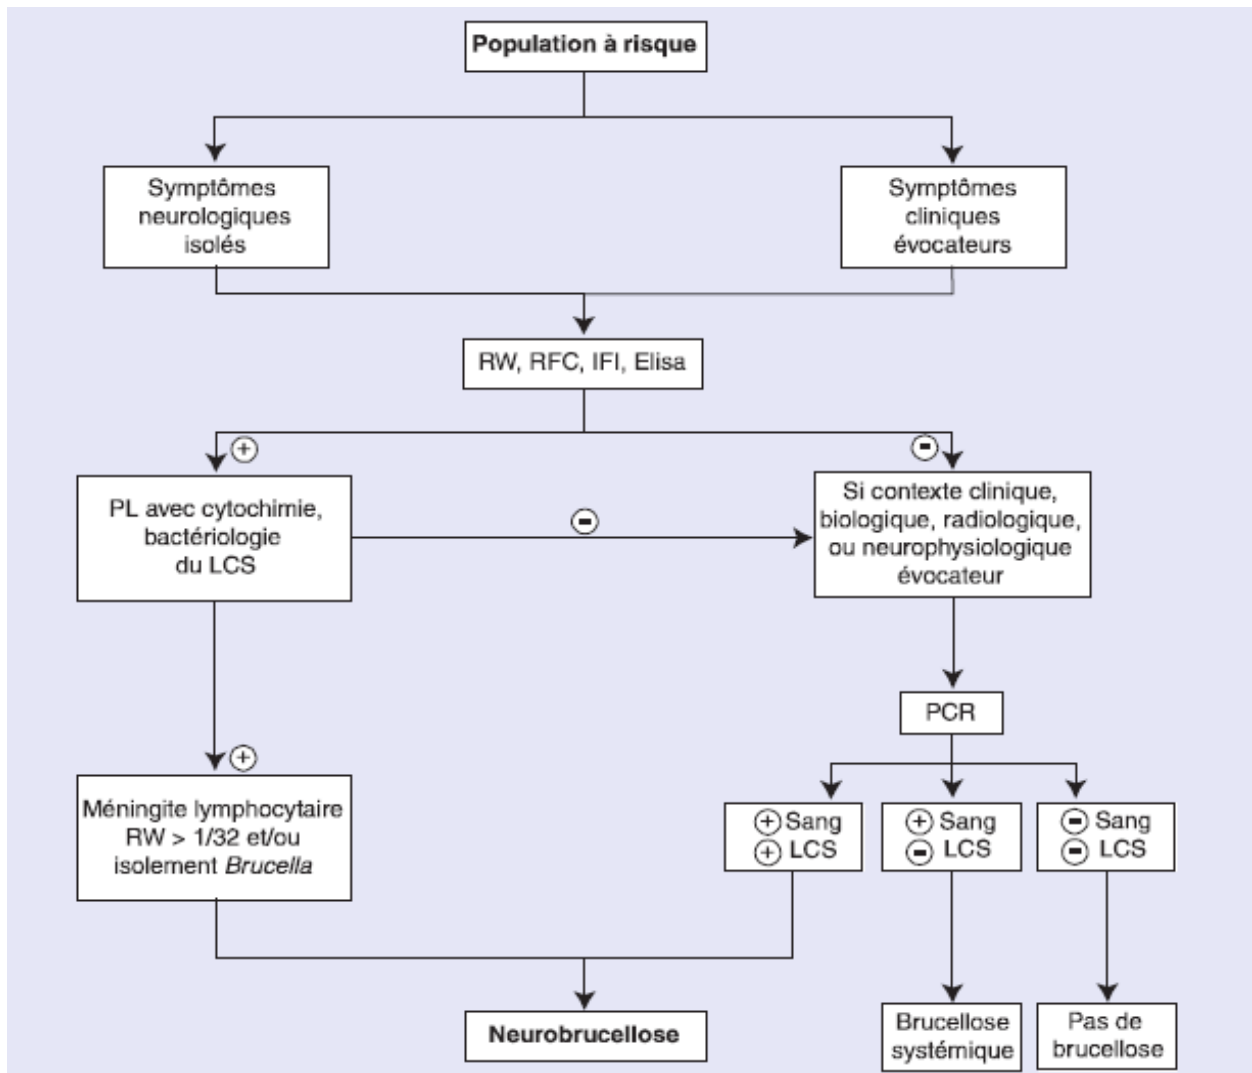 Population à risque
Symptômes
neurologiques
isolés
Symptômes
cliniques
évocateurs
RW, RFC, IFI, Elisa
+
-
PL avec cytochimie,
bactériologie
du LCS
-
Si contexte clinique,
biologique, radiologique,
ou neurophysiologique
évocateur
PCR
+
Méningite lymphocytaire
RW > 1/32 et/ou
isolement Brucella
+ Sang
+ LCS
+ Sang
- LCS
- Sang
- LCS
Neurobrucellose
Brucellose
systémique
Pas de
brucellose